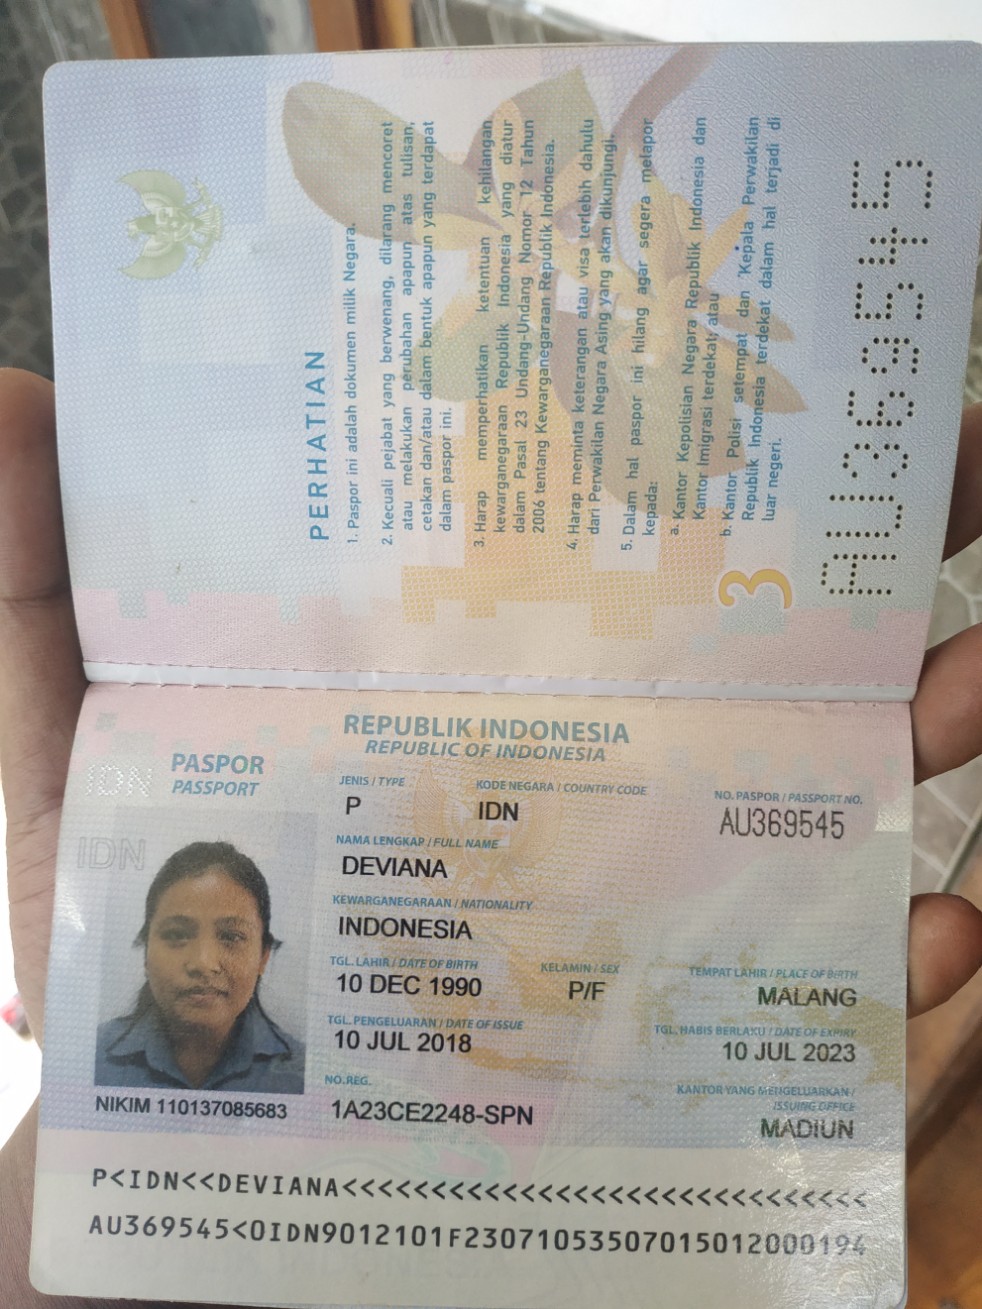 PERHATIAN
1. Paspor ini adalah dokumen milik Negara.
2. Kecuali pejabat yang berwenang, dilarang mencoret
atau melakukan perubahan apapun atas tulisan,
cetakan dan/atau dalam bentuk apapun yang terdapat
dalam paspor ini.
3. Harap memperhatikan ketentuan kehilangan
kewarganegaraan Republik Indonesia yang diatur
dalam Pasal 23 Undang-Undang Nomor 12 Tahun
2006 tentang Kewarganegaraan Republik Indonesia.
4. Harap meminta keterangan atau visa terlebih dahulu
dari Perwakilan Negara Asing yang akan dikunjungi.
5. Dalam hal paspor ini hilang agar segera melapor
kepada:
a. Kantor Kepolisian Negara Republik Indonesia dan
Kantor Imigrasi terdekat; atau
b. Kantor Polisi setempat dan Kepala Perwakilan
Republik Indonesia terdekat dalam hal terjadi di
luar negeri.
3
AU369545
REPUBLIK INDONESIA
REPUBLIC OF INDONESIA
IDN
PASPOR
PASSPORT
JENIS / TYPE KODE NEGARA / COUNTRY CODE NO. PASPOR / PASSPORT NO.
P IDN AU369545
IDN
NAMA LENGKAP / FULL NAME
DEVIANA
KEWARGANEGARAAN / NATIONALITY
INDONESIA
TGL. LAHIR / DATE OF BIRTH KELAMIN / SEX TEMPAT LAHIR / PLACE OF BIRTH
10 DEC 1990 P/F MALANG
TGL. PENGELUARAN / DATE OF ISSUE TGL. HABIS BERLAKU / DATE OF EXPIRY
10 JUL 2018 10 JUL 2023
NO.REG. KANTOR YANG MENGELUARKAN /
ISSUING OFFICE
NIKIM 110137085683 1A23CE2248-SPN MADIUN
P<IDN<<DEVIANA<<<<<<<<<<<<<<<<<<<<<<<<<<<<<<
AU369545<0IDN9012101F2307105350701501200​0194